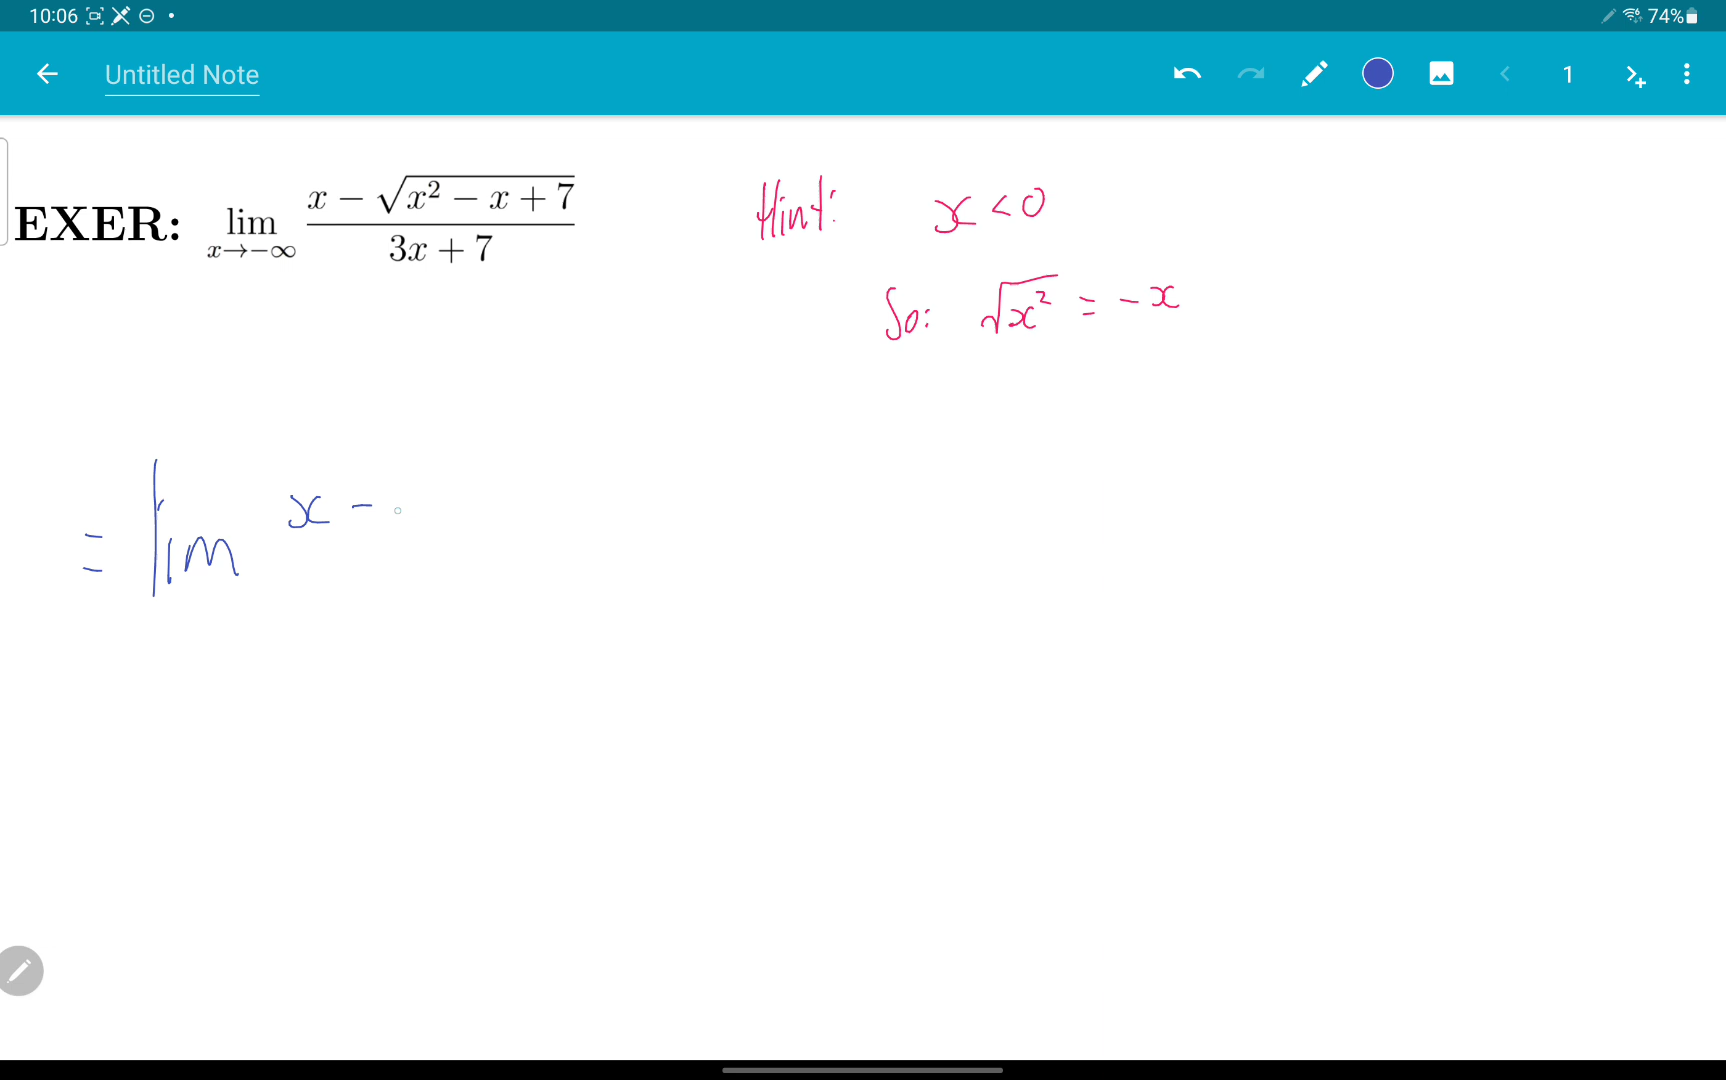 10:06 74%
Untitled Note 1
EXER: lim x→−∞ (x − √(x² − x + 7)) / (3x + 7)
Hint: x < 0
So: √x² = −x
= lim x −